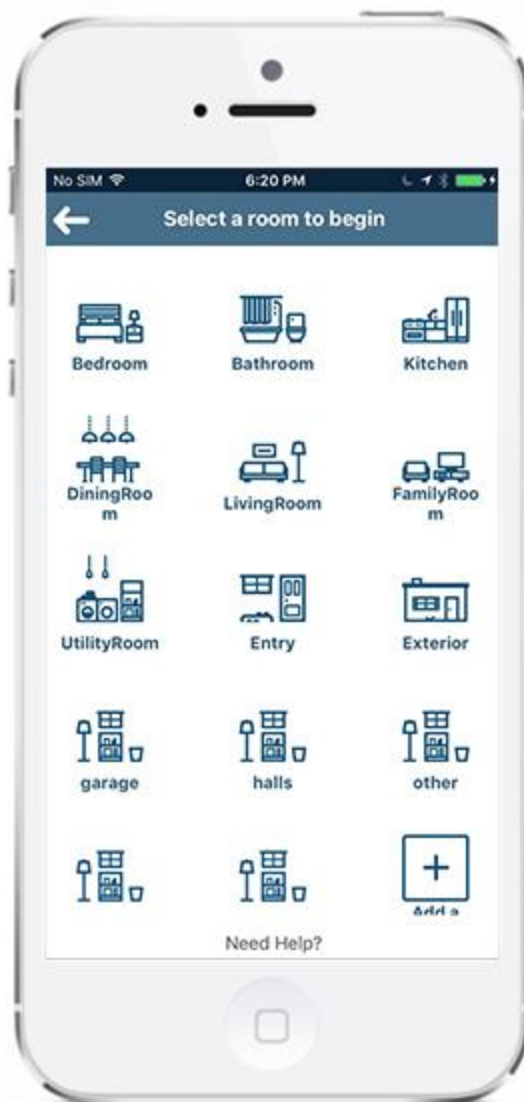 No SIM 6:20 PM
Select a room to begin
Bedroom Bathroom Kitchen
DiningRoo
m
LivingRoom
FamilyRoo
m
UtilityRoom Entry Exterior
garage halls other
Add a
Need Help?